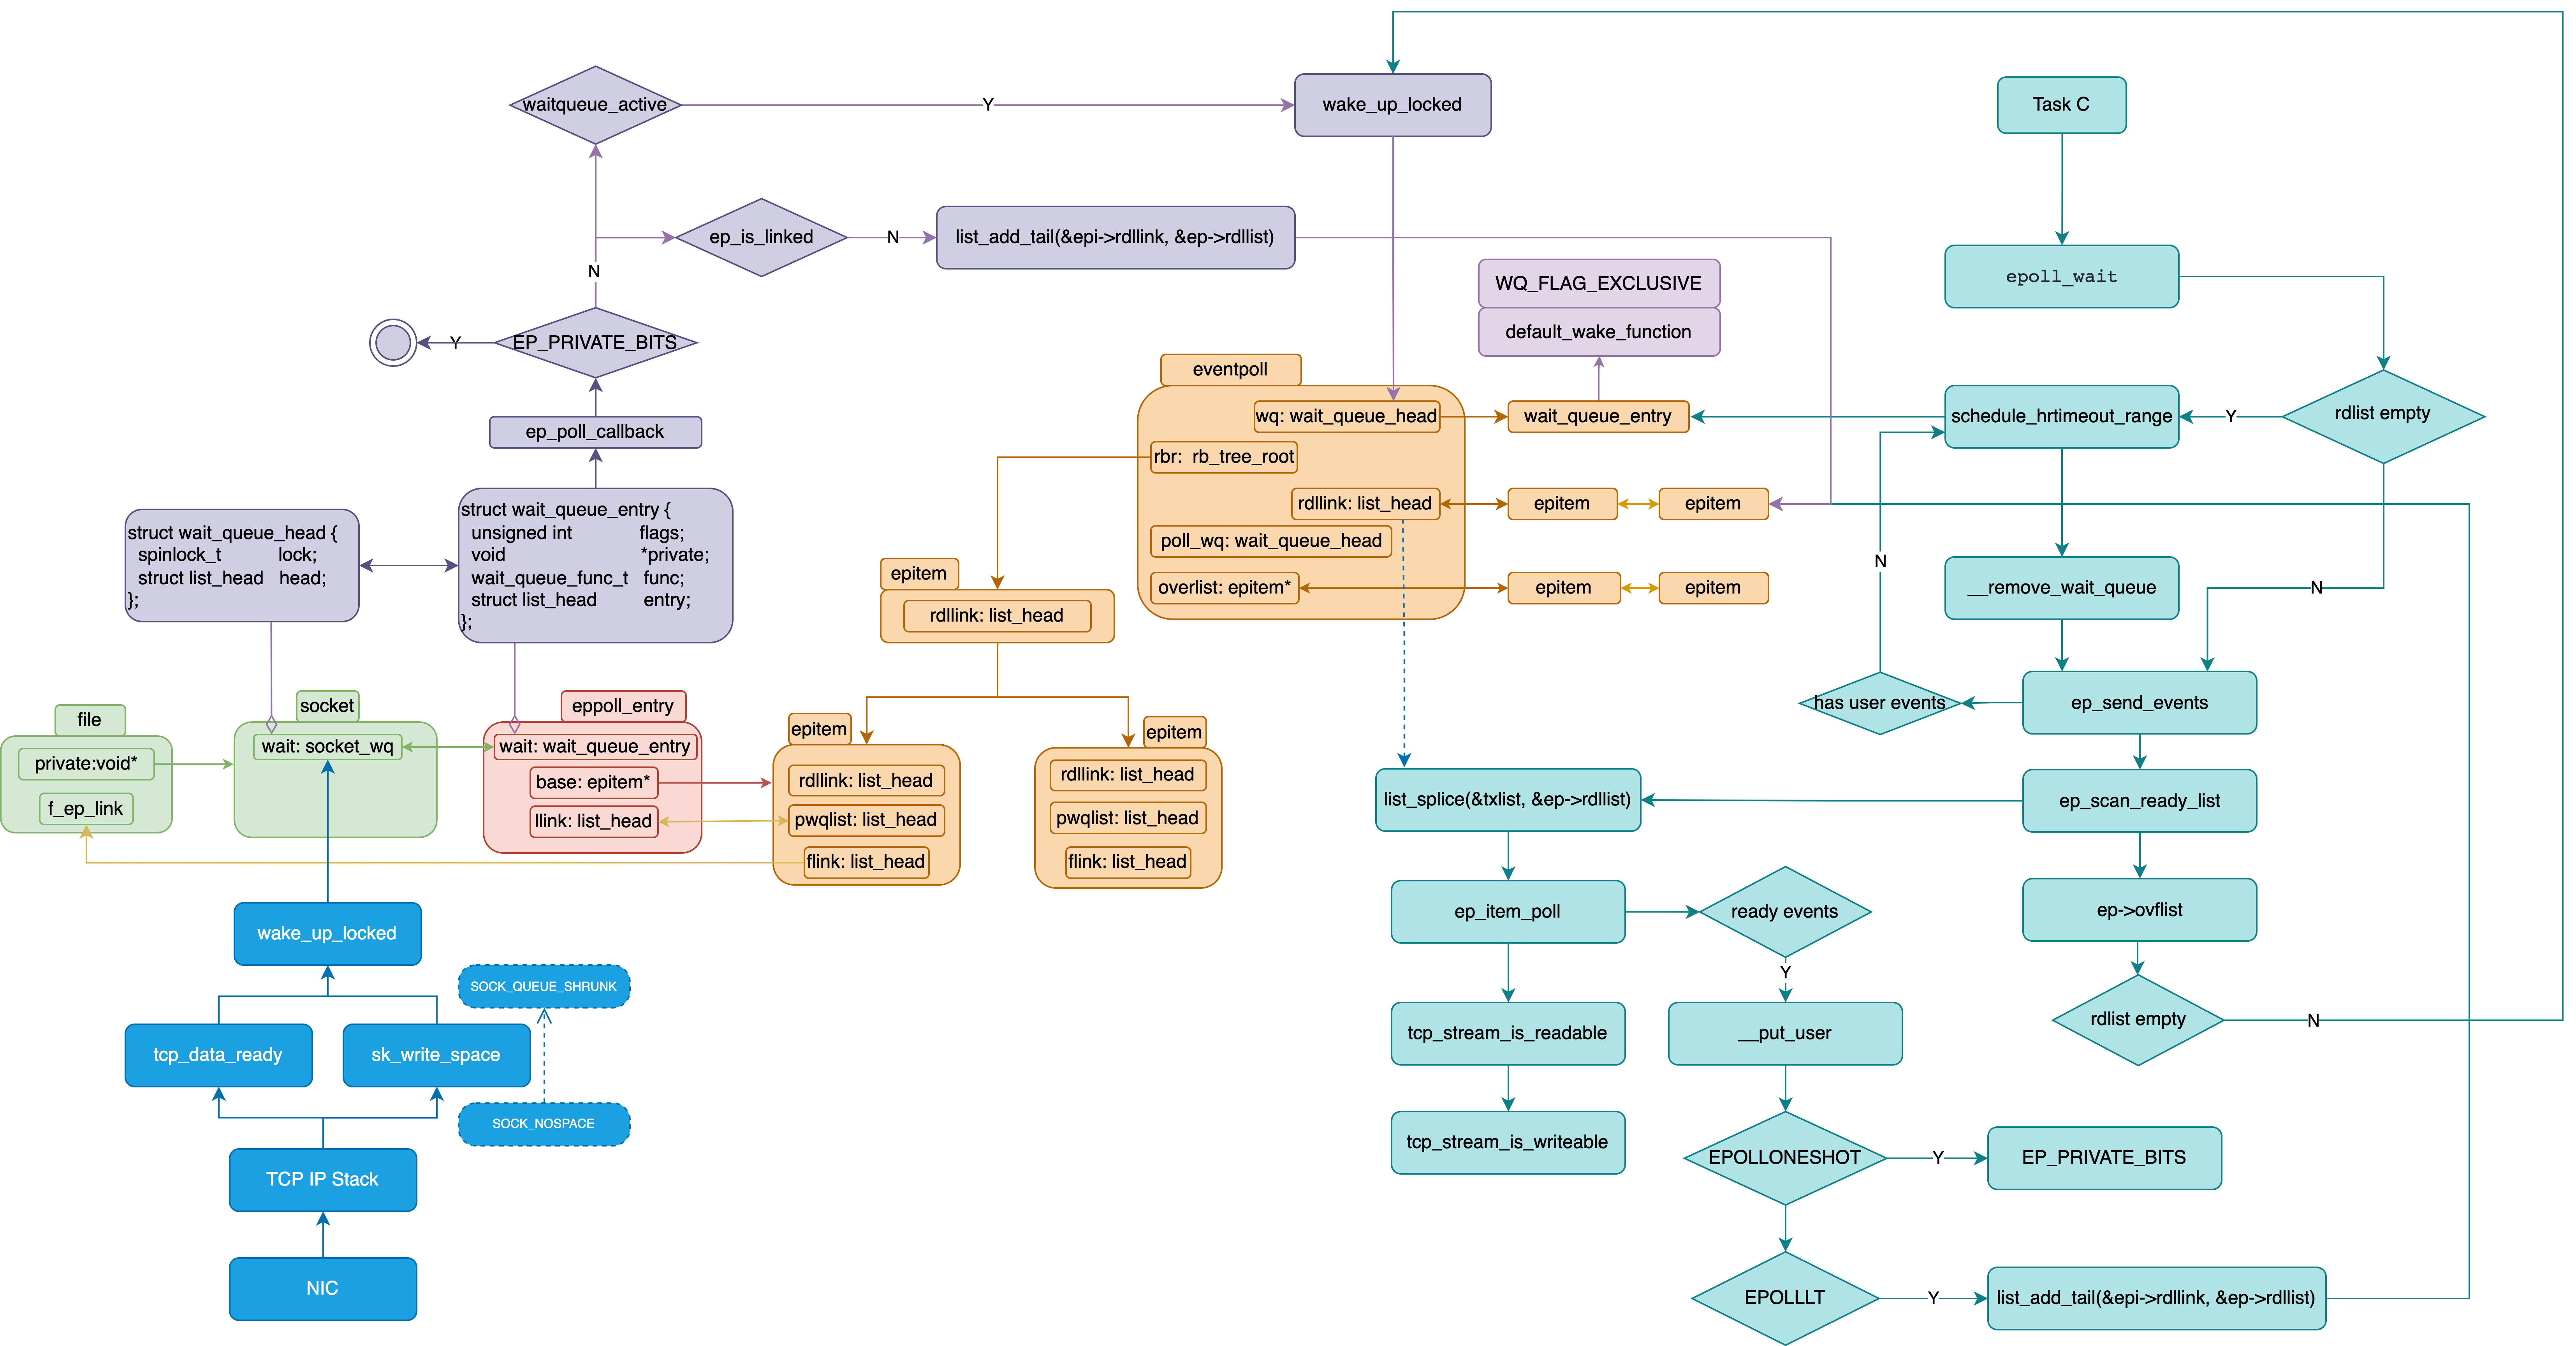 waitqueue_active
Y
wake_up_locked
Task C
ep_is_linked
N
list_add_tail(&epi->rdllink, &ep->rdllist)
N
WQ_FLAG_EXCLUSIVE
default_wake_function
epoll_wait
Y
EP_PRIVATE_BITS
eventpoll
wq: wait_queue_head
wait_queue_entry
schedule_hrtimeout_range
Y
rdlist empty
ep_poll_callback
rbr: rb_tree_root
rdllink: list_head
epitem
epitem
poll_wq: wait_queue_head
overlist: epitem*
epitem
epitem
N
__remove_wait_queue
N
struct wait_queue_head {
spinlock_t lock;
struct list_head head;
};
struct wait_queue_entry {
unsigned int flags;
void *private;
wait_queue_func_t func;
struct list_head entry;
};
epitem
rdllink: list_head
has user events
ep_send_events
file
private:void*
f_ep_link
socket
wait: socket_wq
eppoll_entry
wait: wait_queue_entry
base: epitem*
llink: list_head
epitem
rdllink: list_head
pwqlist: list_head
flink: list_head
epitem
rdllink: list_head
pwqlist: list_head
flink: list_head
list_splice(&txlist, &ep->rdllist)
ep_scan_ready_list
ep_item_poll
ready events
ep->ovflist
wake_up_locked
SOCK_QUEUE_SHRUNK
Y
tcp_data_ready
sk_write_space
tcp_stream_is_readable
__put_user
rdlist empty
N
SOCK_NOSPACE
tcp_stream_is_writeable
TCP IP Stack
EPOLLONESHOT
Y
EP_PRIVATE_BITS
NIC
EPOLLLT
Y
list_add_tail(&epi->rdllink, &ep->rdllist)